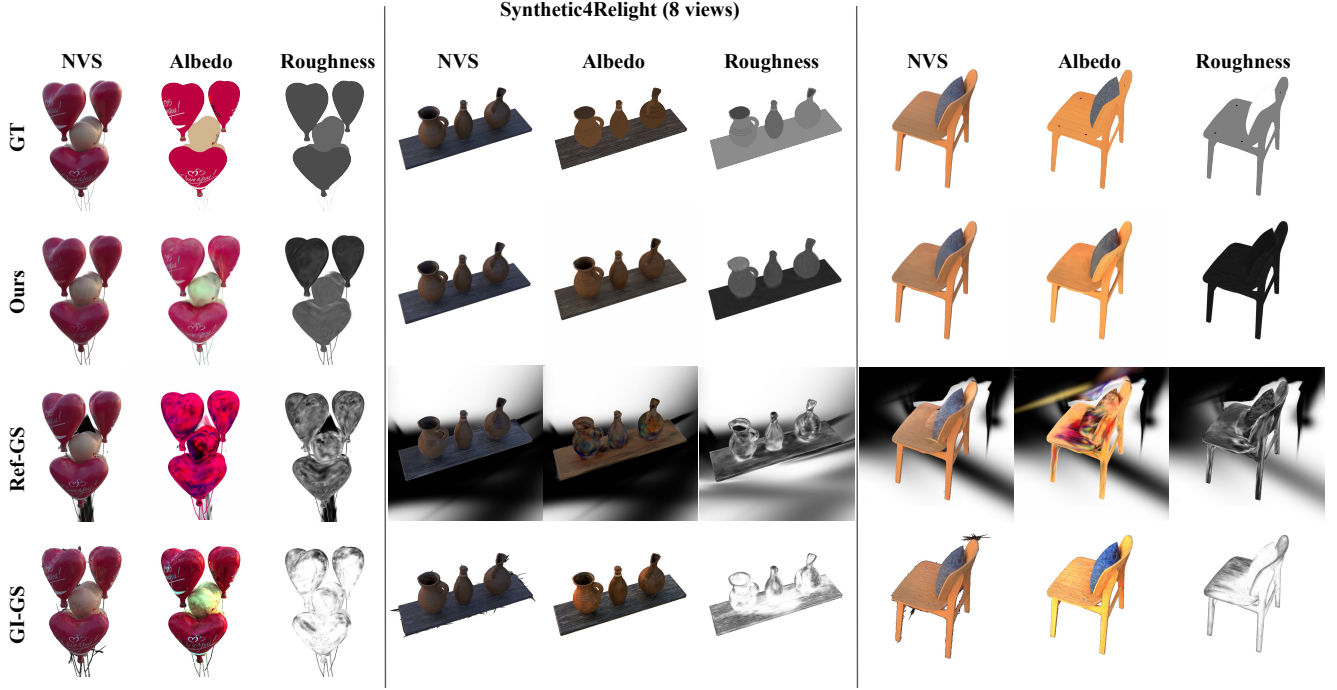 Synthetic4Relight (8 views)
NVS Albedo Roughness NVS Albedo Roughness NVS Albedo Roughness
GT
Ours
Ref-GS
GI-GS